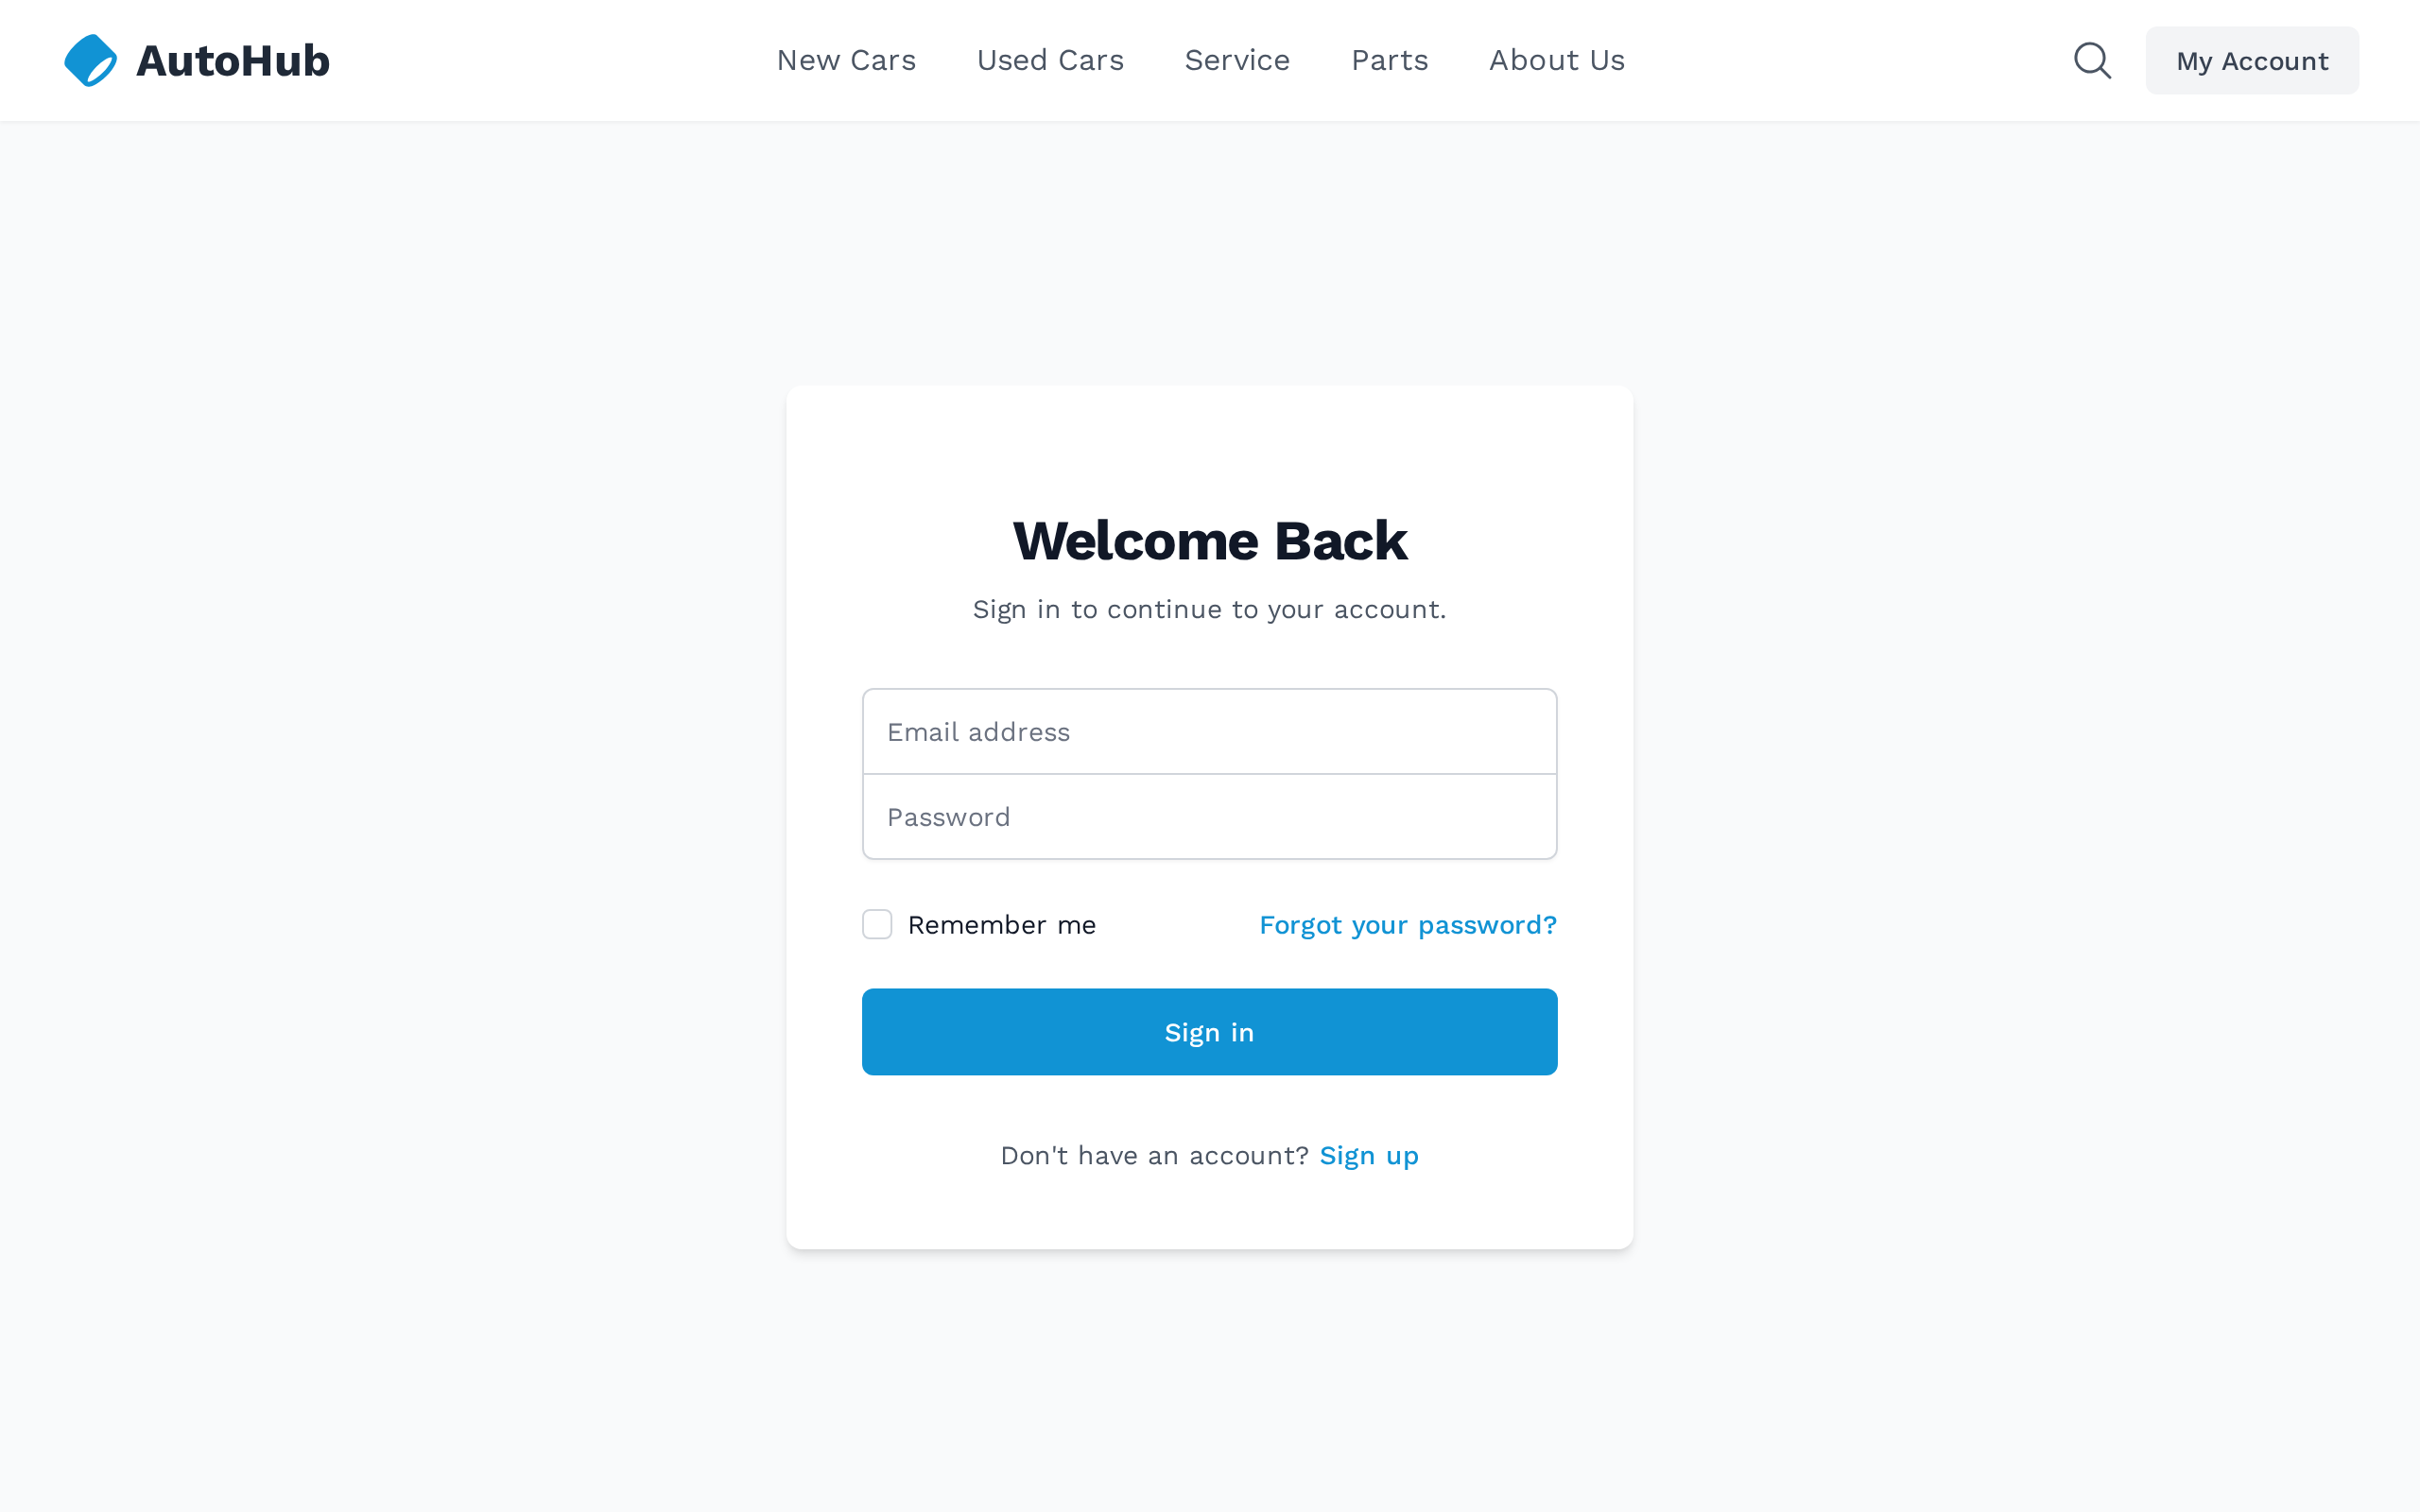 AutoHub
New Cars Used Cars Service Parts About Us
My Account
Welcome Back
Sign in to continue to your account.
Email address
Password
Remember me
Forgot your password?
Sign in
Don't have an account? Sign up